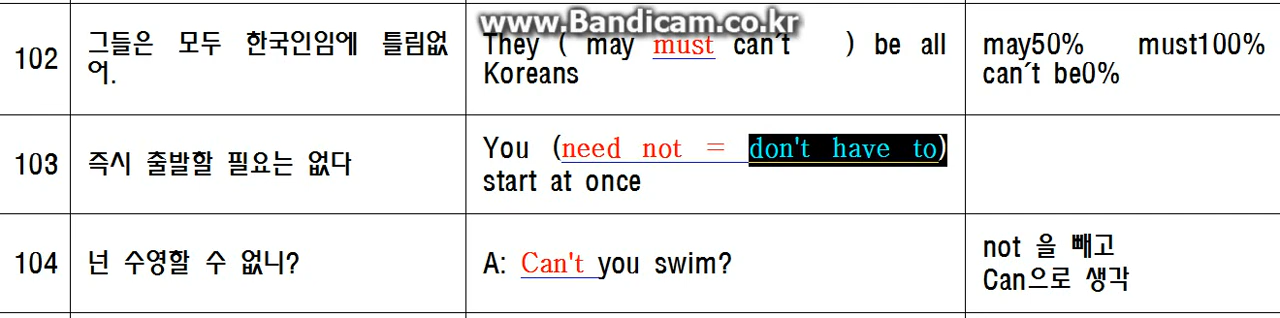 www.Bandicam.co.kr
102
그들은 모두 한국인임에 틀림없
어.
They ( may must can´t ) be all
Koreans
may50% must100%
can´t be0%
103
즉시 출발할 필요는 없다
You (need not = don't have to)
start at once
104
넌 수영할 수 없니?
A: Can't you swim?
not 을 빼고
Can으로 생각